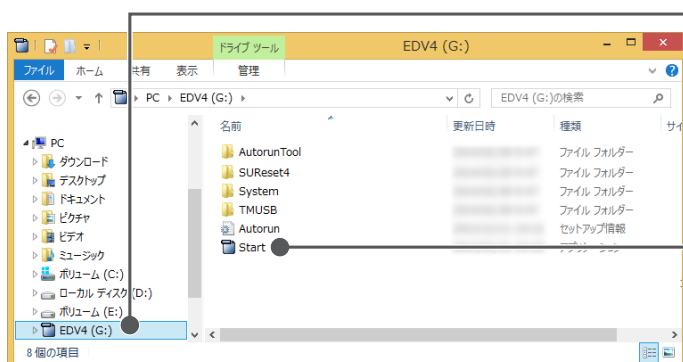 ドライブ ツール
EDV4 (G:)
ファイル
ホーム
共有
表示
管理
PC
EDV4 (G:)
EDV4 (G:)の検索
名前
更新日時
種類
サイ
PC
ダウンロード
デスクトップ
ドキュメント
ピクチャ
ビデオ
ミュージック
ボリューム (C:)
ローカル ディスク (D:)
ボリューム (E:)
EDV4 (G:)
AutorunTool
ファイル フォルダー
SUReset4
ファイル フォルダー
System
ファイル フォルダー
TMUSB
ファイル フォルダー
Autorun
セットアップ情報
Start
8 個の項目